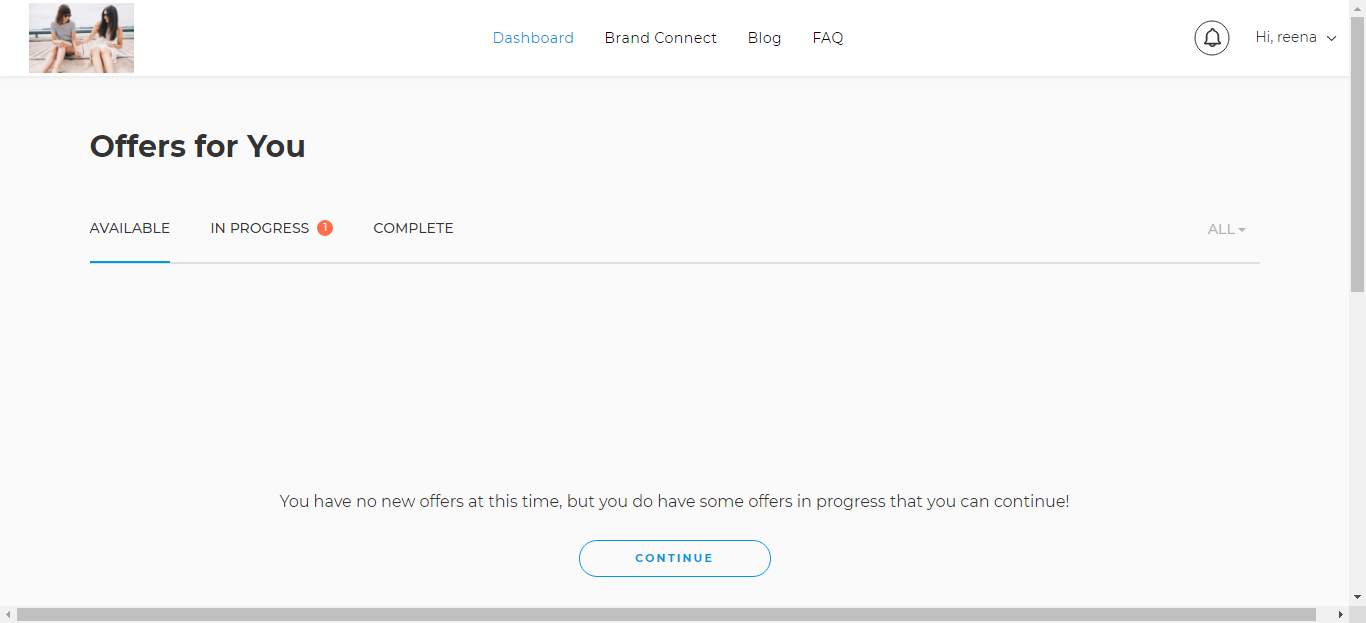 Dashboard Brand Connect Blog FAQ Hi, reena
Offers for You
AVAILABLE IN PROGRESS 1 COMPLETE ALL
You have no new offers at this time, but you do have some offers in progress that you can continue!
CONTINUE